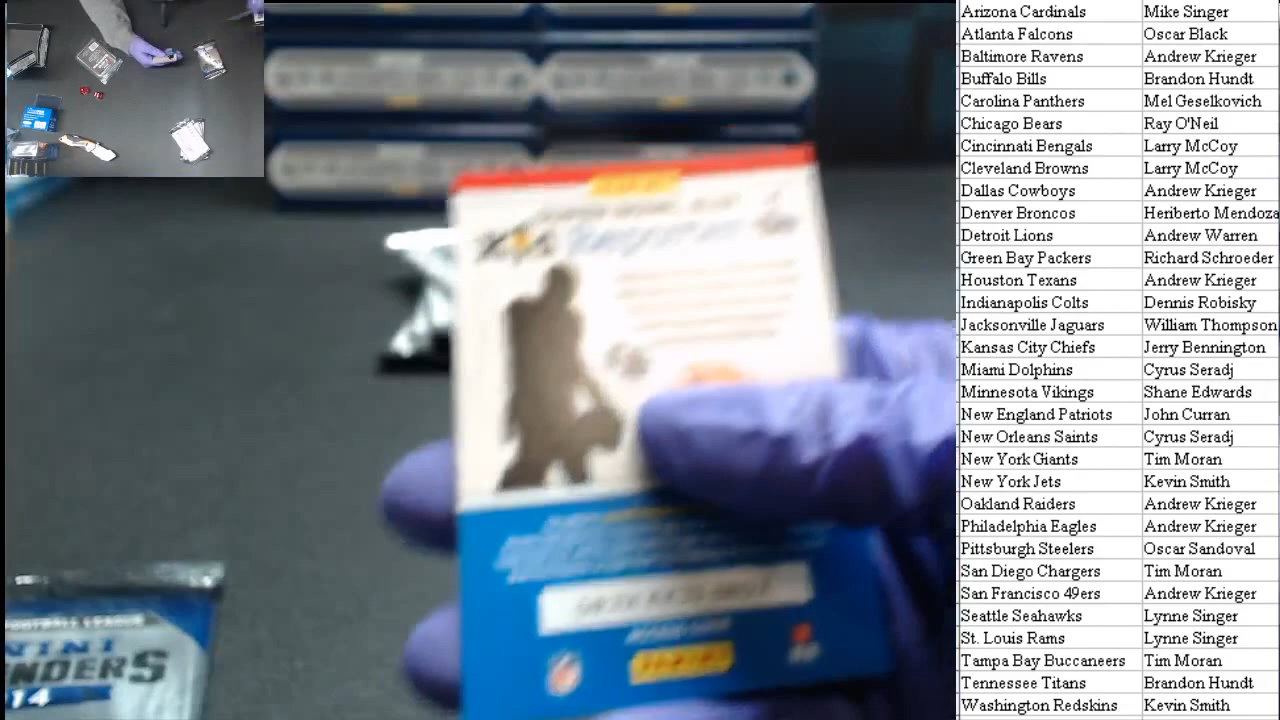 Arizona Cardinals Mike Singer
Atlanta Falcons Oscar Black
Baltimore Ravens Andrew Krieger
Buffalo Bills Brandon Hundt
Carolina Panthers Mel Geselkovich
Chicago Bears Ray O'Neil
Cincinnati Bengals Larry McCoy
Cleveland Browns Larry McCoy
Dallas Cowboys Andrew Krieger
Denver Broncos Heriberto Mendoza
Detroit Lions Andrew Warren
Green Bay Packers Richard Schroeder
Houston Texans Andrew Krieger
Indianapolis Colts Dennis Robisky
Jacksonville Jaguars William Thompson
Kansas City Chiefs Jerry Bennington
Miami Dolphins Cyrus Seradj
Minnesota Vikings Shane Edwards
New England Patriots John Curran
New Orleans Saints Cyrus Seradj
New York Giants Tim Moran
New York Jets Kevin Smith
Oakland Raiders Andrew Krieger
Philadelphia Eagles Andrew Krieger
Pittsburgh Steelers Oscar Sandoval
San Diego Chargers Tim Moran
San Francisco 49ers Andrew Krieger
Seattle Seahawks Lynne Singer
St. Louis Rams Lynne Singer
Tampa Bay Buccaneers Tim Moran
Tennessee Titans Brandon Hundt
Washington Redskins Kevin Smith
FOOTBALL LEAGUE